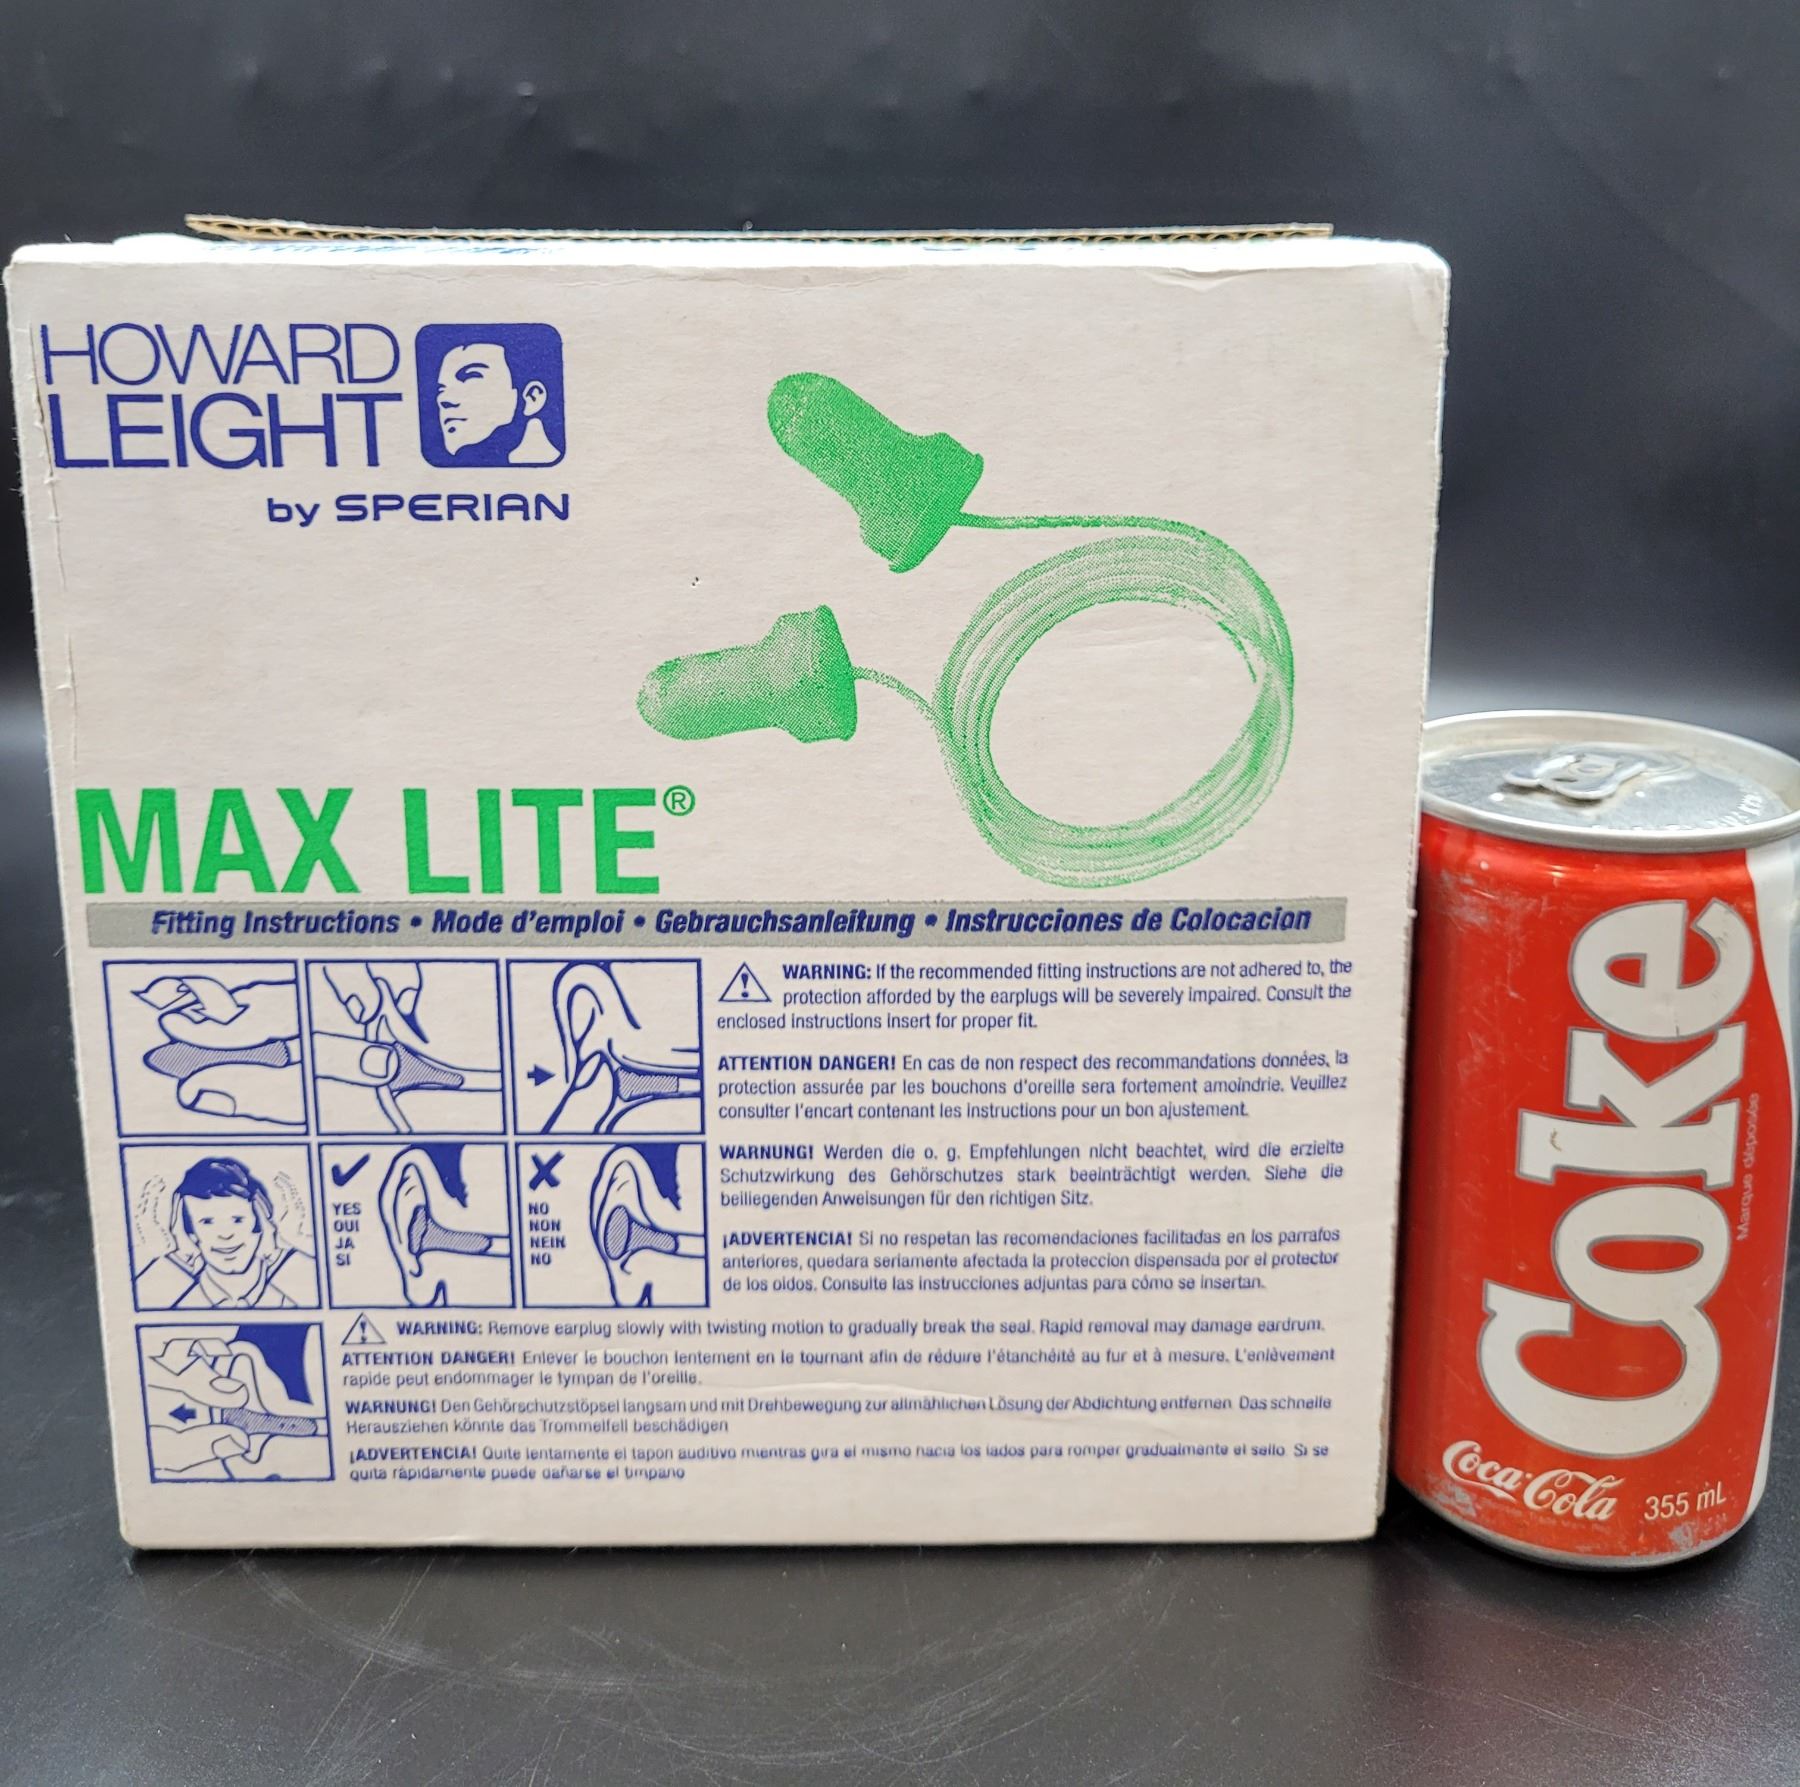 HOWARD
LEIGHT
by SPERIAN
MAX LITE®
Fitting Instructions • Mode d'emploi • Gebrauchsanleitung • Instrucciones de Colocacion
WARNING: If the recommended fitting instructions are not adhered to, the
protection afforded by the earplugs will be severely impaired. Consult the
enclosed instructions insert for proper fit.
ATTENTION DANGER! En cas de non respect des recommandations données, la
protection assurée par les bouchons d'oreille sera fortement amoindrie. Veuillez
consulter l'encart contenant les instructions pour un bon ajustement.
WARNUNG! Werden die o. g. Empfehlungen nicht beachtet, wird die erzielte
Schutzwirkung des Gehörschutzes stark beeinträchtigt werden. Siehe die
beiliegenden Anweisungen für den richtigen Sitz.
¡ADVERTENCIA! Si no respetan las recomendaciones facilitadas en los parrafos
anteriores, quedara seriamente afectada la proteccion dispensada por el protector
de los oidos. Consulte las instrucciones adjuntas para cómo se insertan.
YES
OUI
JA
SI
NO
NON
NEIN
NO
WARNING: Remove earplug slowly with twisting motion to gradually break the seal. Rapid removal may damage eardrum.
ATTENTION DANGER! Enlever le bouchon lentement en le tournant afin de réduire l'étanchéité au fur et à mesure. L'enlèvement
rapide peut endommager le tympan de l'oreille.
WARNUNG! Den Gehörschutzstöpsel langsam und mit Drehbewegung zur allmählichen Lösung der Abdichtung entfernen. Das schnelle
Herausziehen könnte das Trommelfell beschädigen
¡ADVERTENCIA! Quite lentamente el tapon auditivo mientras gira el mismo hacia los lados para romper gradualmente el sello. Si se
quita rápidamente puede dañarse el timpano
Coke
Marque déposée
Coca-Cola
355 mL